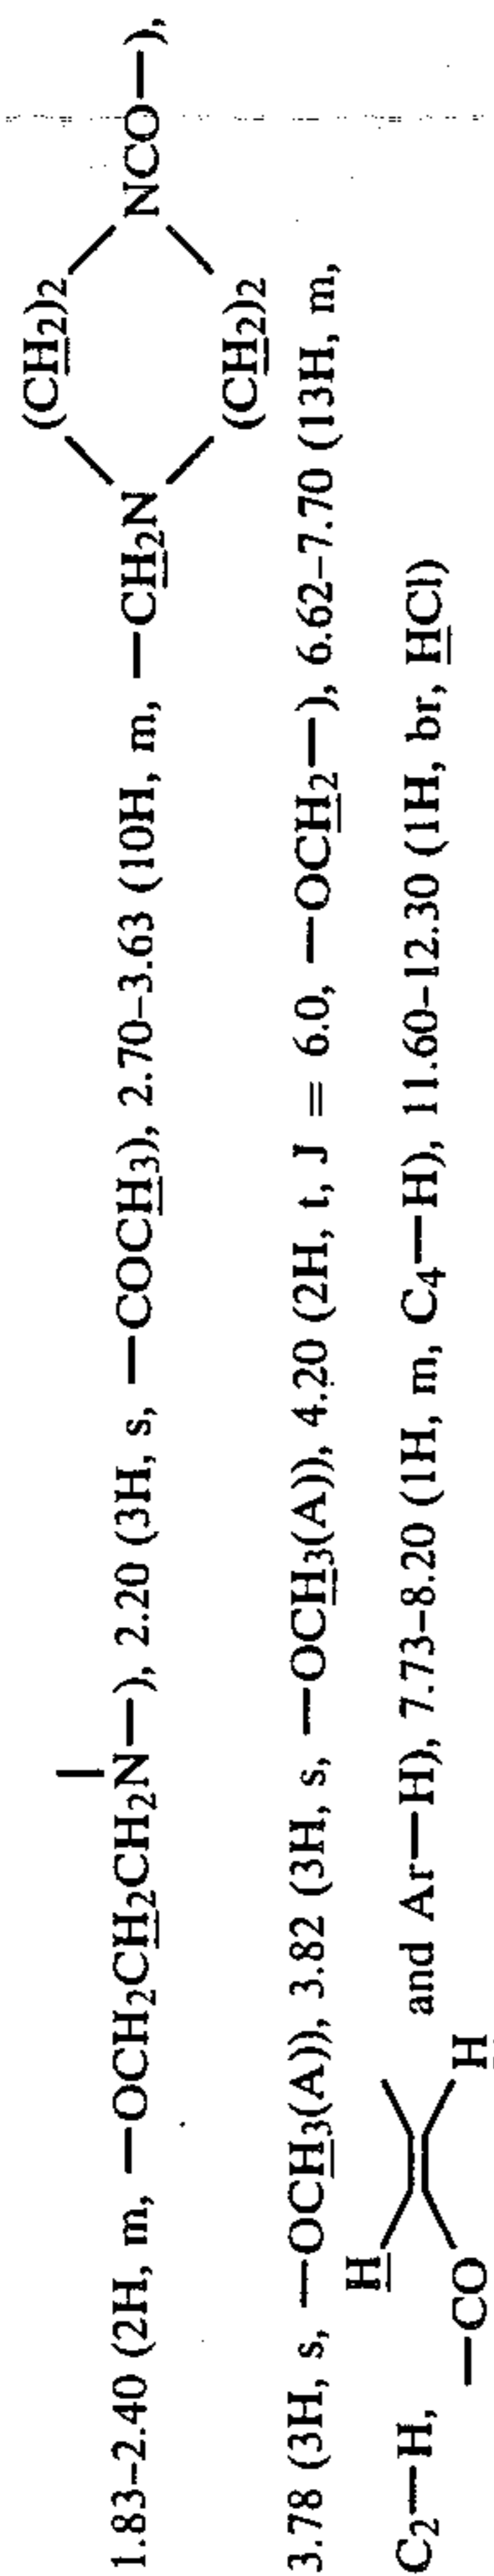 (CH2)2
1.83–2.40 (2H, m, —OCH2CH2CH2N—), 2.20 (3H, s, —COCH3), 2.70–3.63 (10H, m, —CH2N NCO—),
(CH2)2
3.78 (3H, s, —OCH3(A)), 3.82 (3H, s, —OCH3(A)), 4.20 (2H, t, J = 6.0, —OCH2—), 6.62–7.70 (13H, m,
H
C2—H, and Ar—H), 7.73–8.20 (1H, m, C4—H), 11.60–12.30 (1H, br, HCl)
—CO H